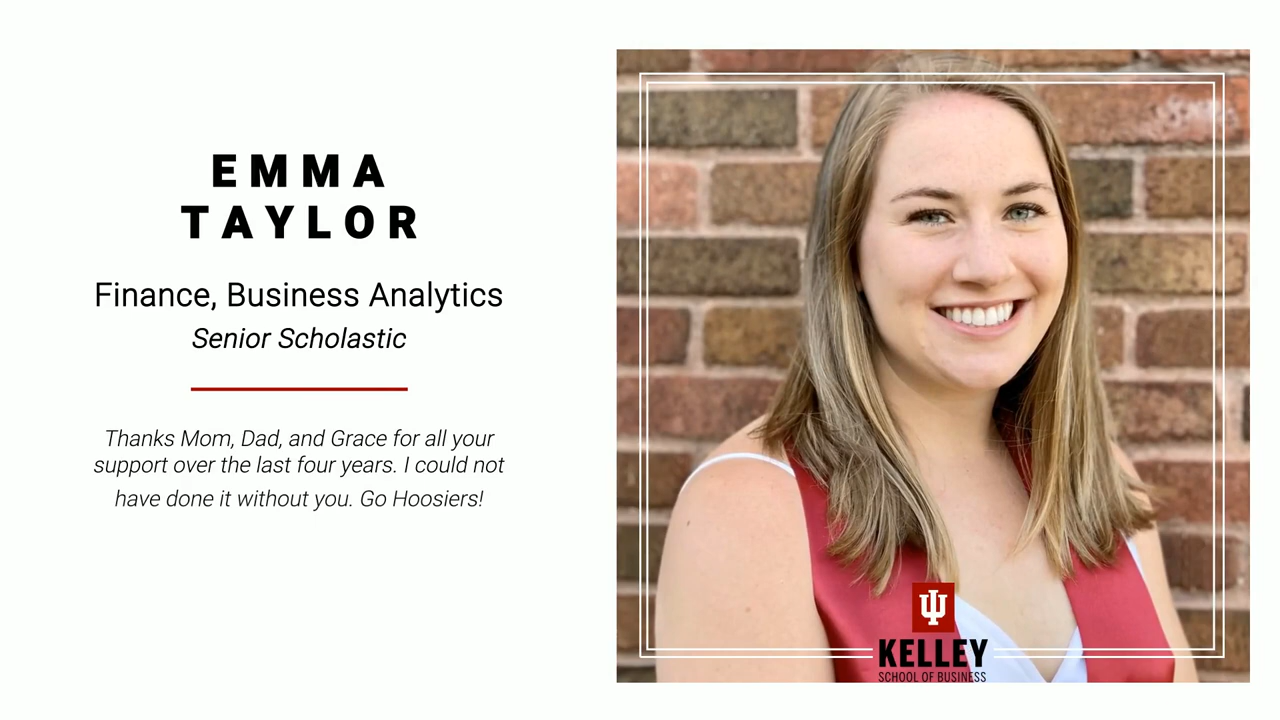 EMMA
TAYLOR
Finance, Business Analytics
Senior Scholastic
Thanks Mom, Dad, and Grace for all your
support over the last four years. I could not
have done it without you. Go Hoosiers!
KELLEY
SCHOOL OF BUSINESS